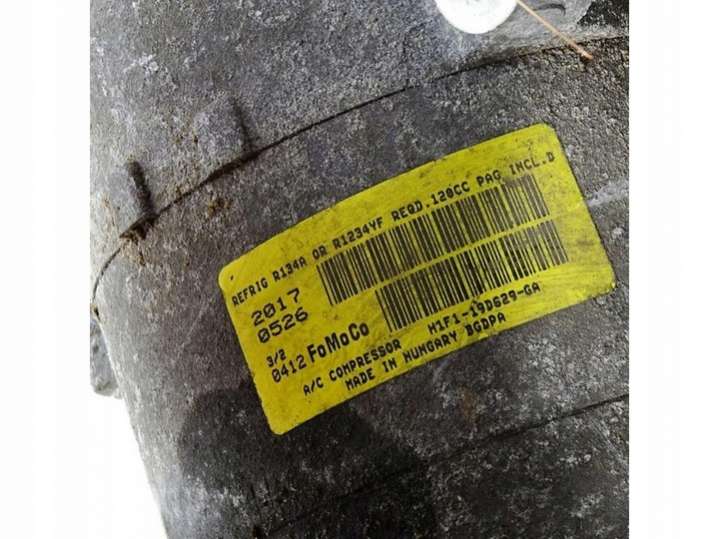 REFRIG R134A OR R1234YF REQD.120CC PAG INCL.D
2017
0526
3/2
0412 FoMoCo
H1F1-19D629-GA
A/C COMPRESSOR
MADE IN HUNGARY BGDPA